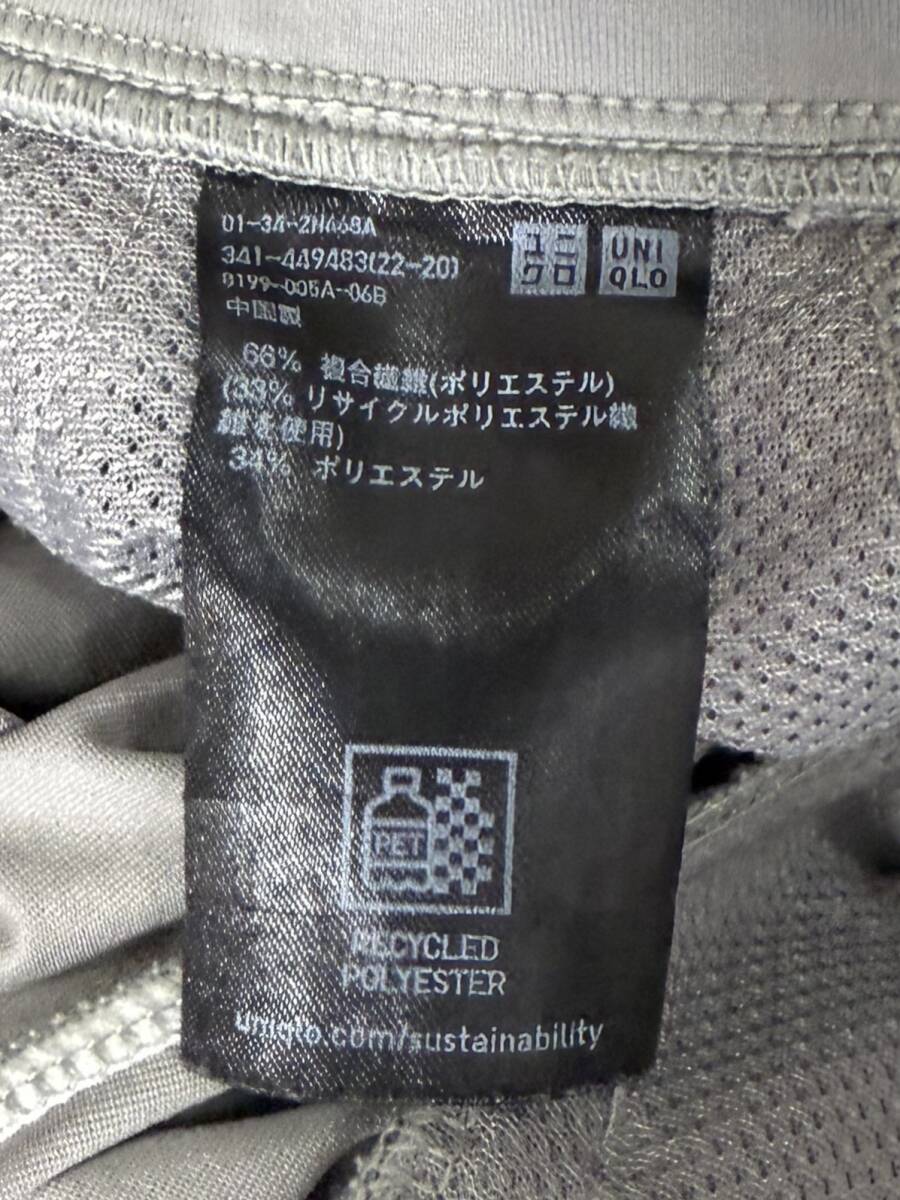 01-34-2H468A
ユニ
クロ
UNI
QLO
341-449483(22-20)
8199-005A-06B
中国製
66% 複合繊維(ポリエステル)
(33% リサイクルポリエステル繊
維を使用)
34% ポリエステル
PET
RECYCLED
POLYESTER
uniqlo.com/sustainability